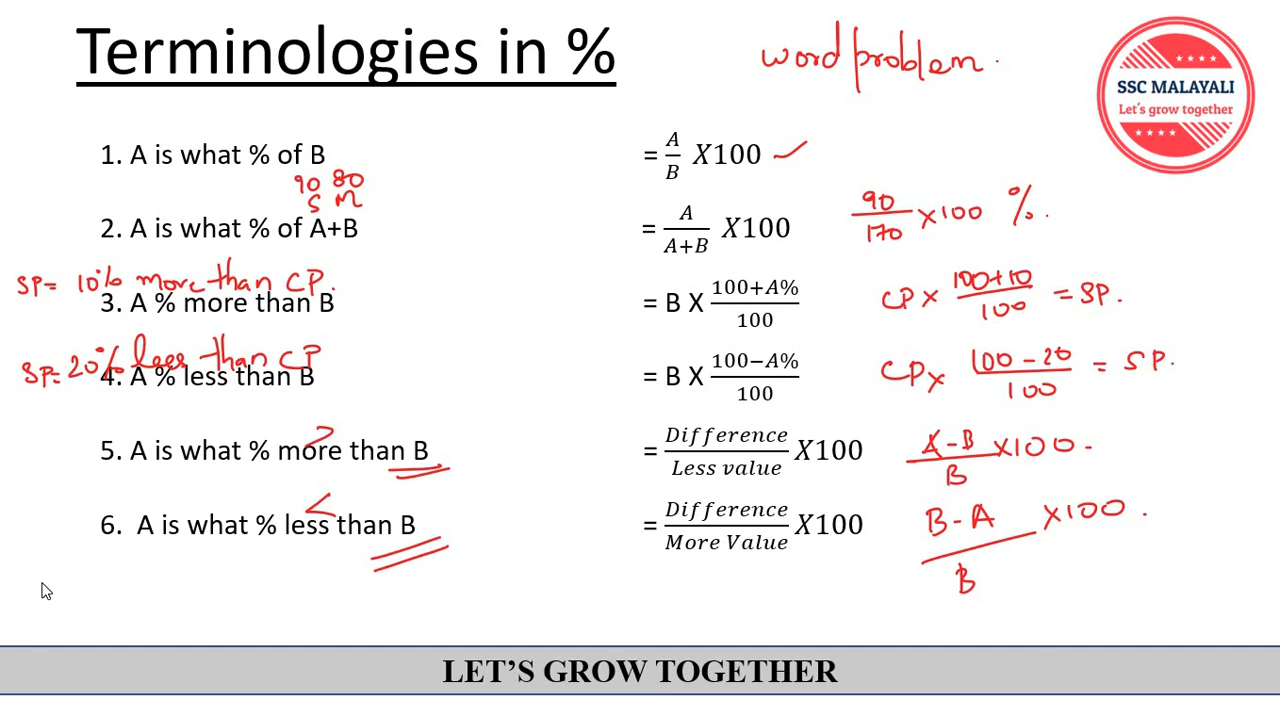 Terminologies in %
word problem.
SSC MALAYALI
Let's grow together
1. A is what % of B = A/B X100
90 80
S M
2. A is what % of A+B = A/A+B X100 90/170 x100 %.
SP= 10% more than CP.
3. A % more than B = B X 100+A%/100 CP x 100+10/100 = SP.
SP= 20% less than CP
4. A % less than B = B X 100−A%/100 CP x 100-20/100 = SP.
>
5. A is what % more than B = Difference/Less value X100 A-B/B x100-
<
6. A is what % less than B = Difference/More Value X100 B-A/B x100.
LET'S GROW TOGETHER